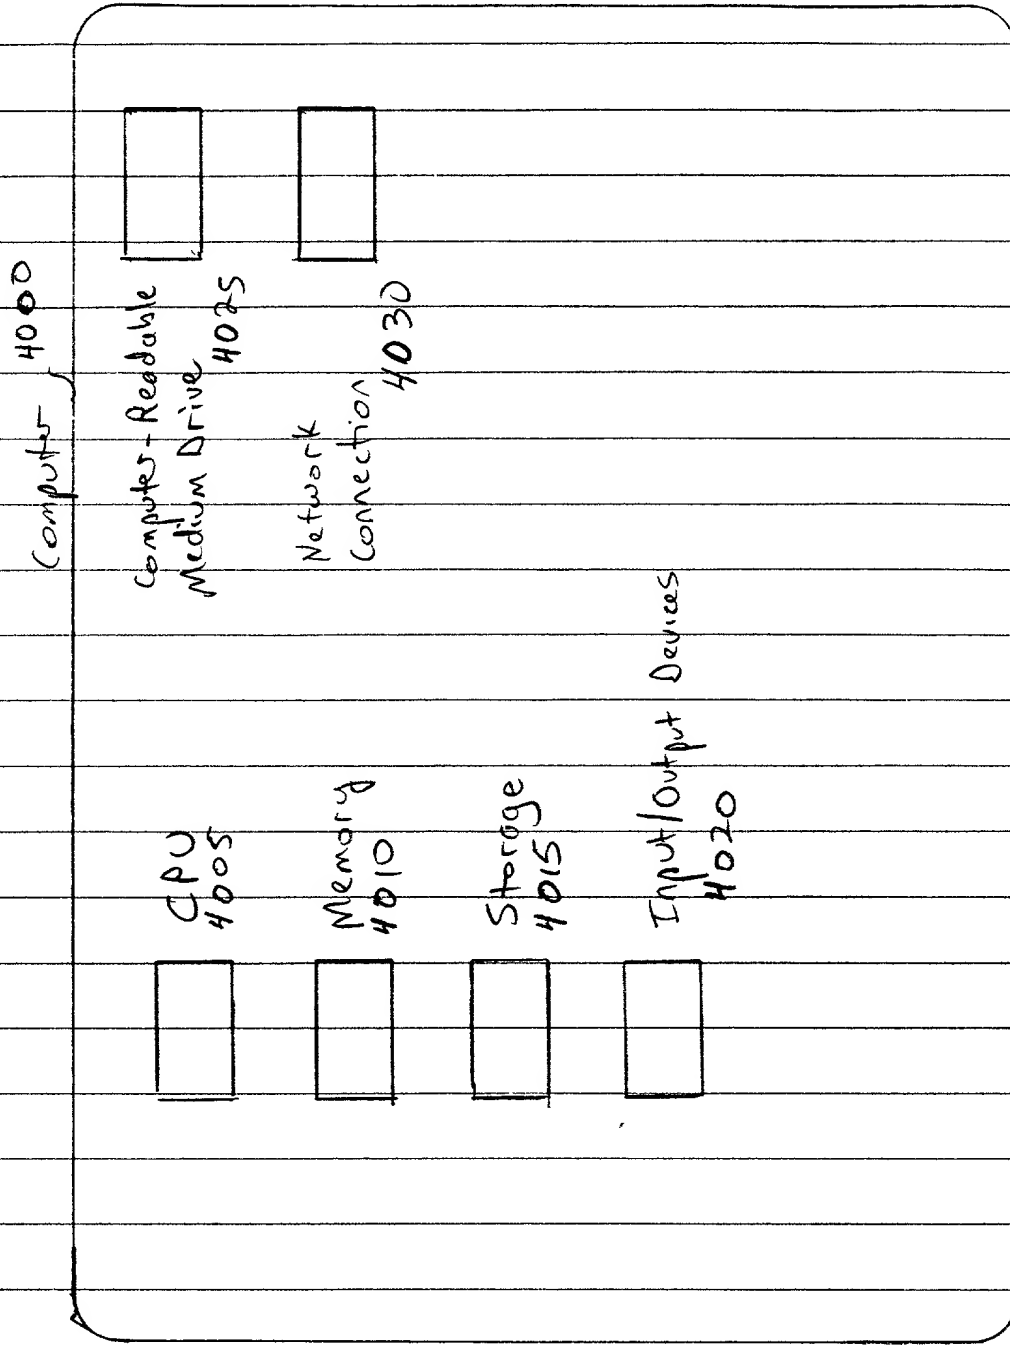 Computer 4000
CPU
4005
Memory
4010
Storage
4015
Input/Output Devices
4020
Computer-Readable
Medium Drive
4025
Network
Connection
4030